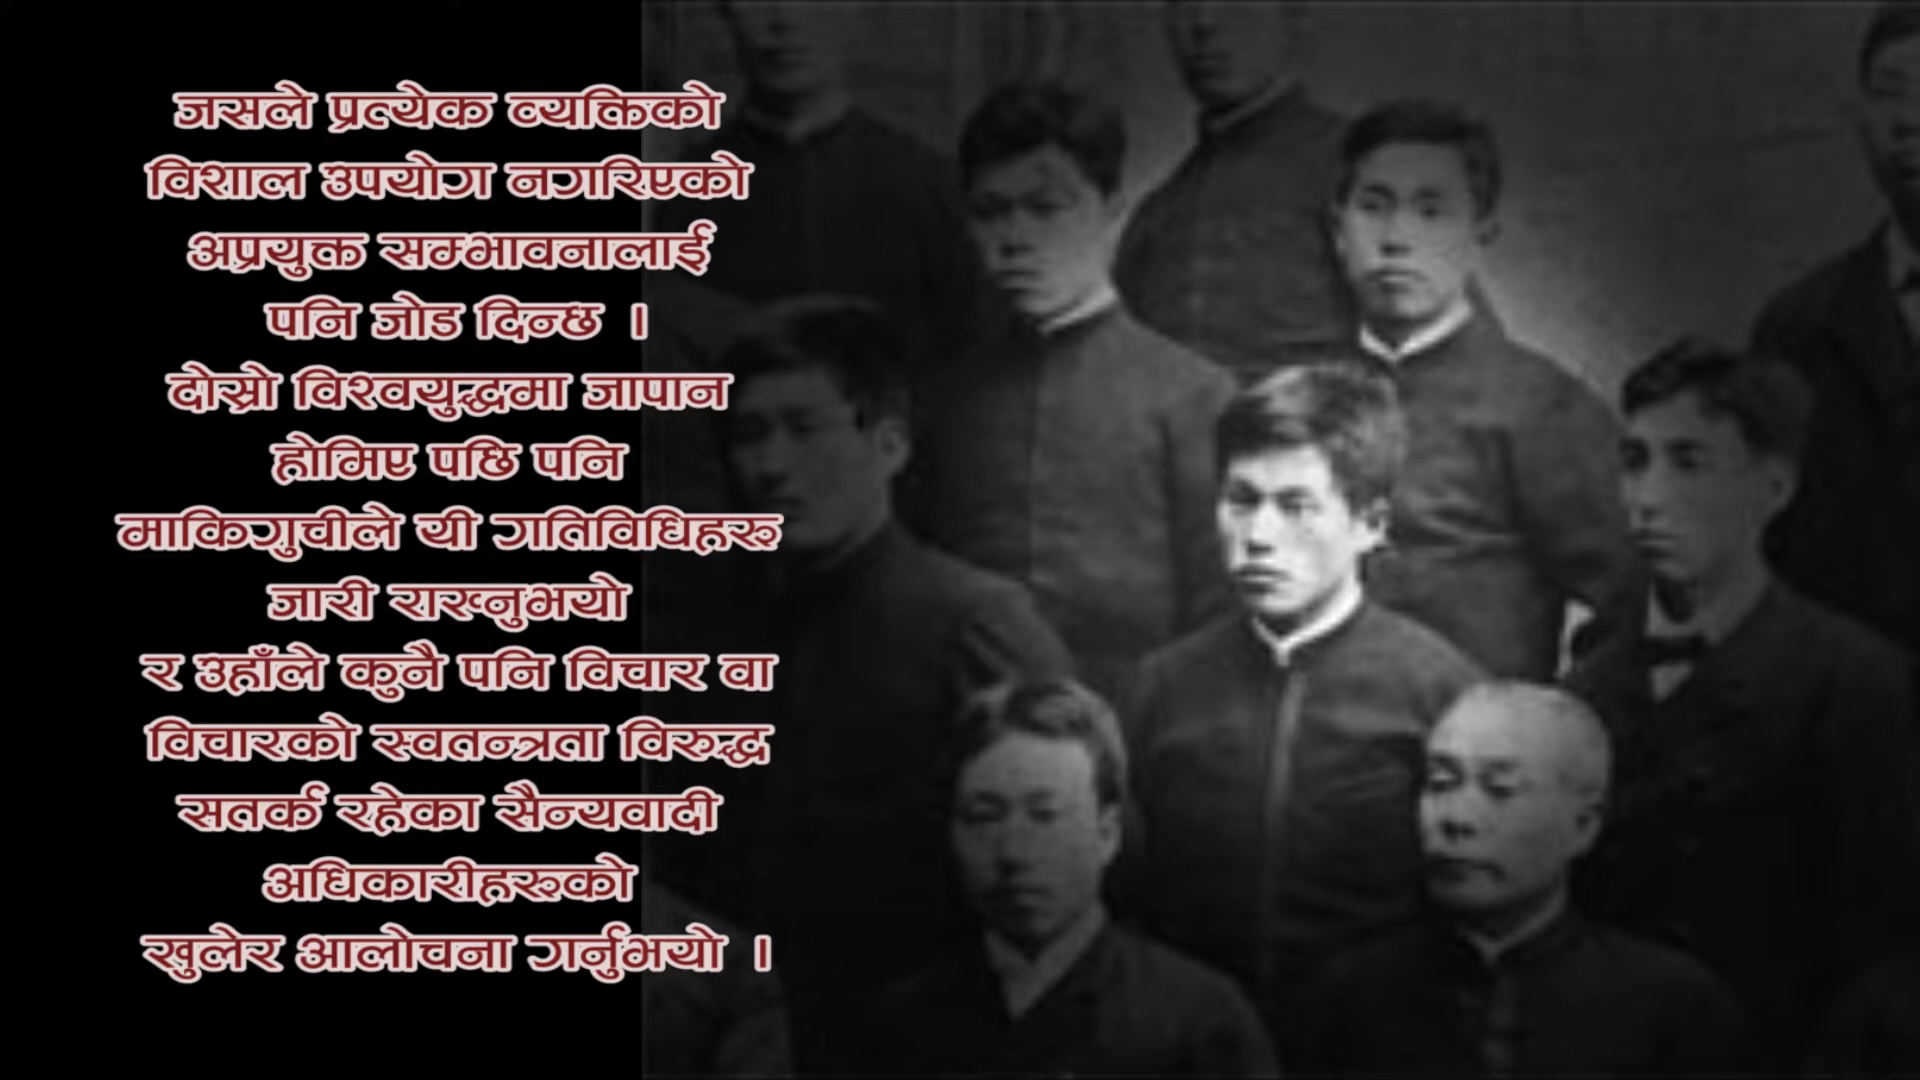 जसले प्रत्येक व्यक्तिको
विशाल उपयोग नगरिएको
अप्रयुक्त सम्भावनालाई
पनि जोड दिन्छ ।
दोस्रो विश्वयुद्धमा जापान
होमिए पछि पनि
माकिगुचीले यी गतिविधिहरू
जारी राख्नुभयो
र उहाँले कुनै पनि विचार वा
विचारको स्वतन्त्रता विरुद्ध
सतर्क रहेका सैन्यवादी
अधिकारीहरूको
खुलेर आलोचना गर्नुभयो ।